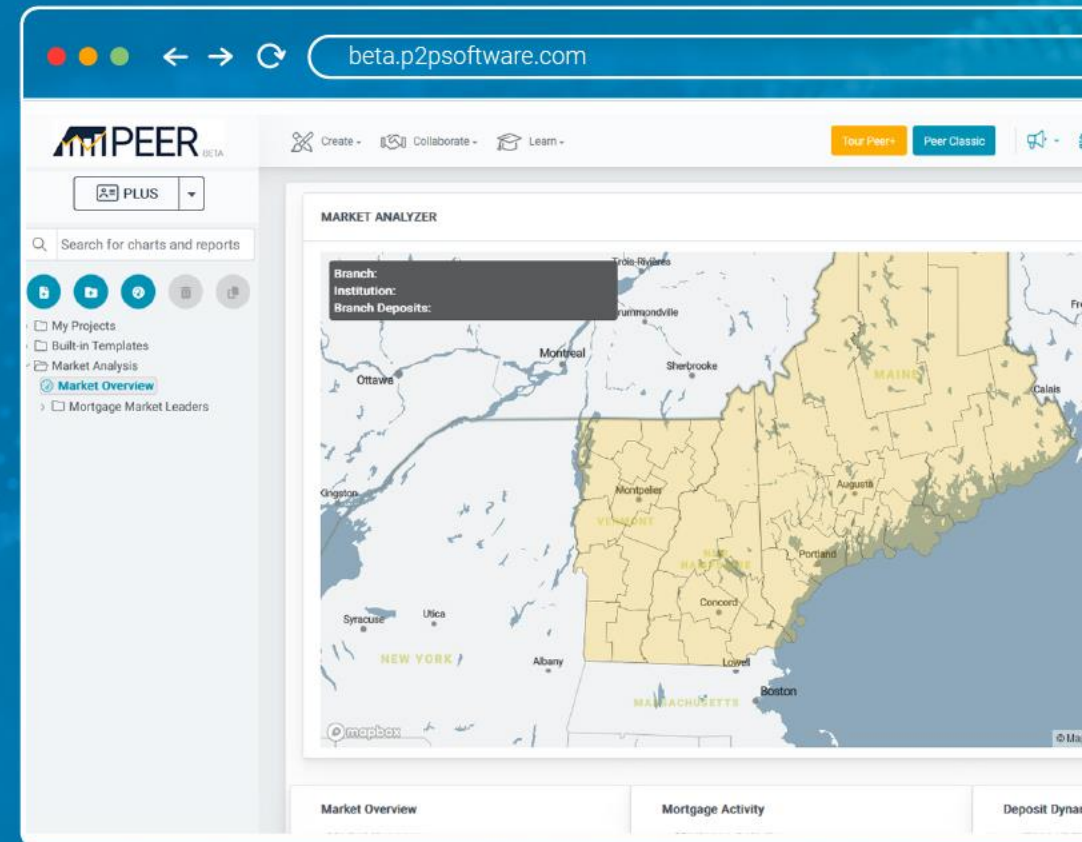 beta.p2psoftware.com
PEER BETA
Create
Collaborate
Learn
Tour Peer+
Peer Classic
PLUS
Search for charts and reports
My Projects
Built-in Templates
Market Analysis
Market Overview
Mortgage Market Leaders
MARKET ANALYZER
Branch:
Institution:
Branch Deposits:
Trois-Rivières
Montreal
Sherbrooke
Ottawa
MAINE
Calais
Montpelier
Augusta
VERMONT
Portland
Concord
Syracuse
Utica
NEW YORK
Albany
Lowell
MASSACHUSETTS
Boston
mapbox
Market Overview
Mortgage Activity